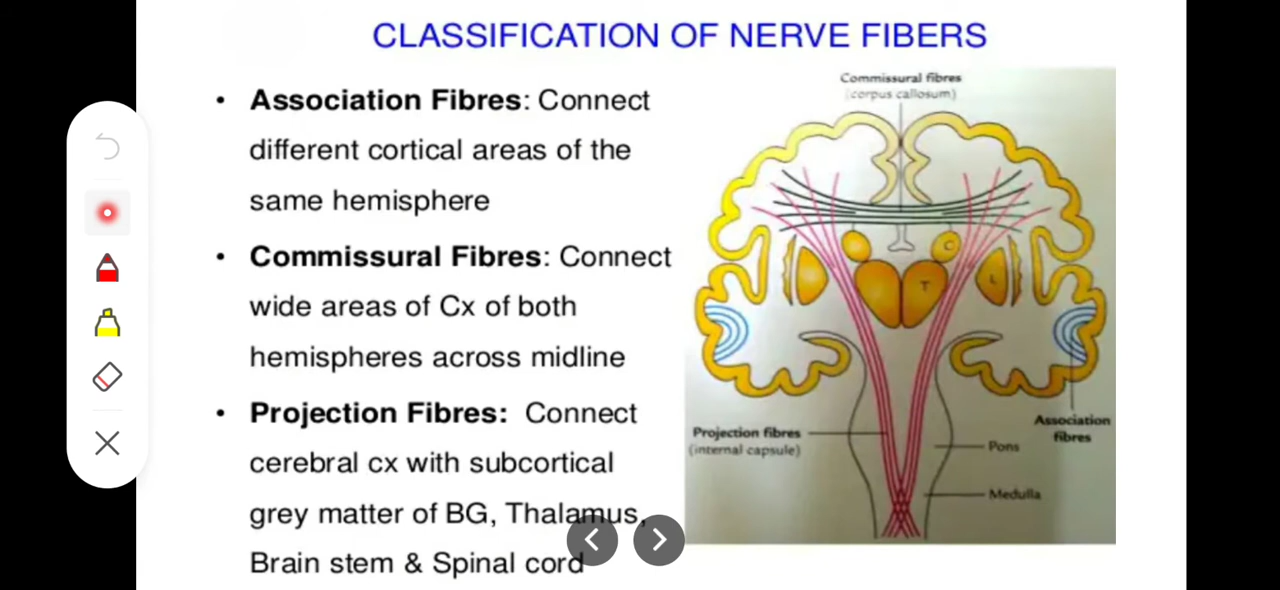 CLASSIFICATION OF NERVE FIBERS
• Association Fibres: Connect
different cortical areas of the
same hemisphere
• Commissural Fibres: Connect
wide areas of Cx of both
hemispheres across midline
• Projection Fibres: Connect
cerebral cx with subcortical
grey matter of BG, Thalamus,
Brain stem & Spinal cord
Commissural fibres
(corpus callosum)
C
T
L
Projection fibres
(internal capsule)
Association
fibres
Pons
Medulla